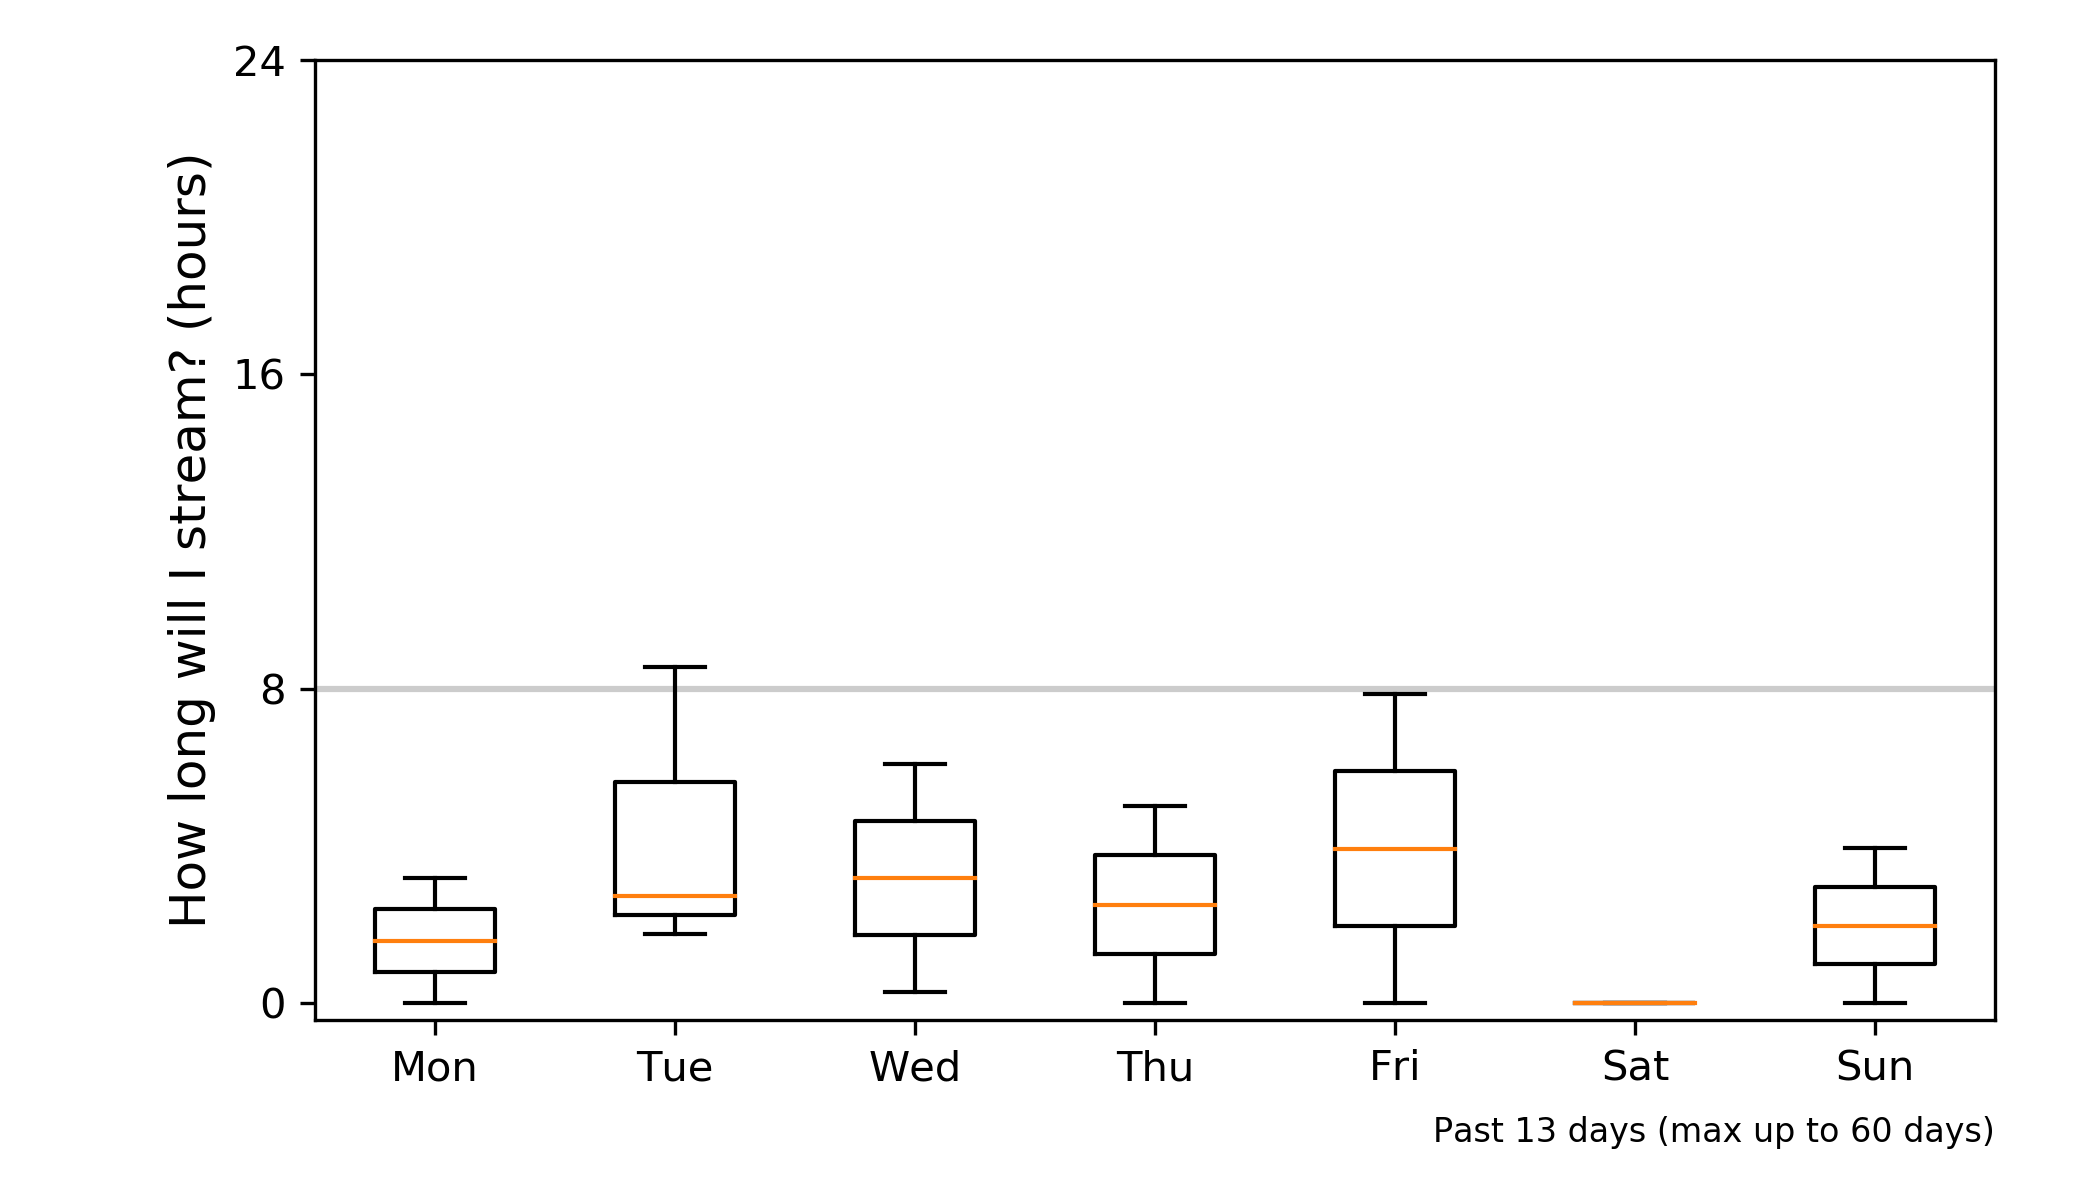 How long will I stream? (hours)
24
16
8
0
Mon Tue Wed Thu Fri Sat Sun
Past 13 days (max up to 60 days)